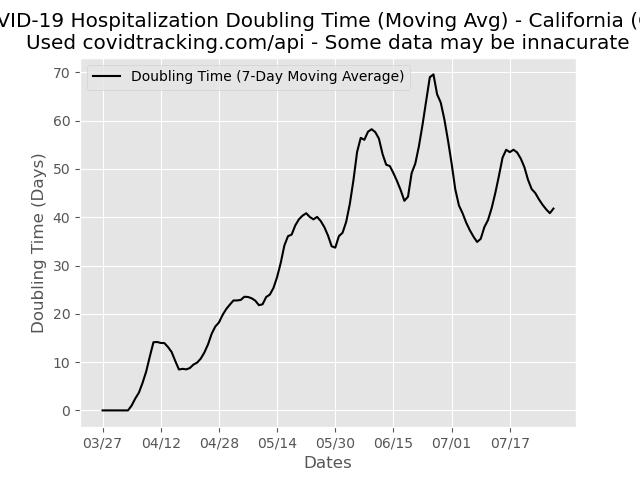 VID-19 Hospitalization Doubling Time (Moving Avg) - California (
Used covidtracking.com/api - Some data may be innacurate
Doubling Time (7-Day Moving Average)
70
60
50
40
30
20
10
0
Doubling Time (Days)
03/27 04/12 04/28 05/14 05/30 06/15 07/01 07/17
Dates